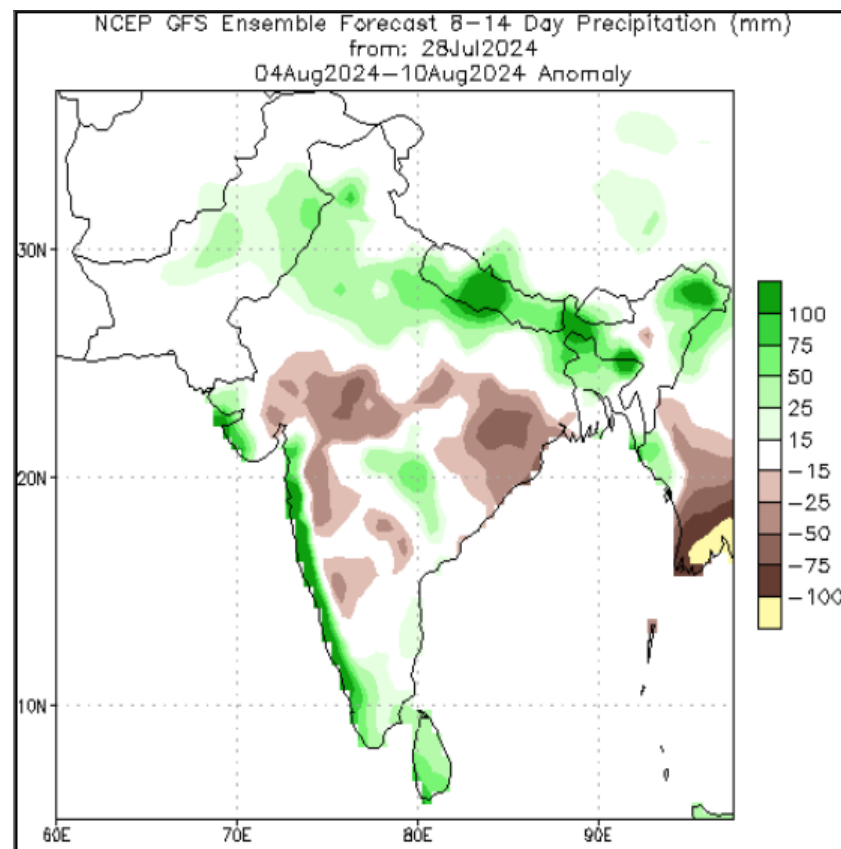 NCEP GFS Ensemble Forecast 8-14 Day Precipitation (mm)
from: 28Jul2024
04Aug2024-10Aug2024 Anomaly
30N
20N
10N
60E
70E
80E
90E
100
75
50
25
15
-15
-25
-50
-75
-100